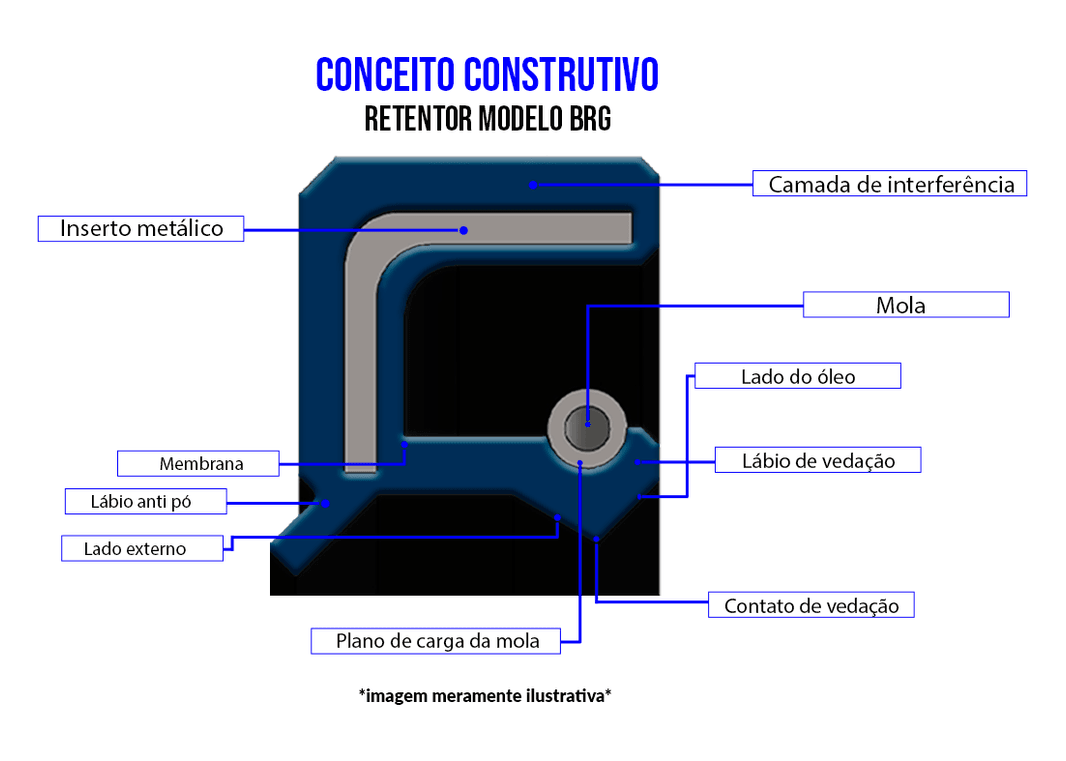 CONCEITO CONSTRUTIVO
RETENTOR MODELO BRG
Camada de interferência
Inserto metálico
Mola
Lado do óleo
Membrana
Lábio de vedação
Lábio anti pó
Lado externo
Contato de vedação
Plano de carga da mola
*imagem meramente ilustrativa*